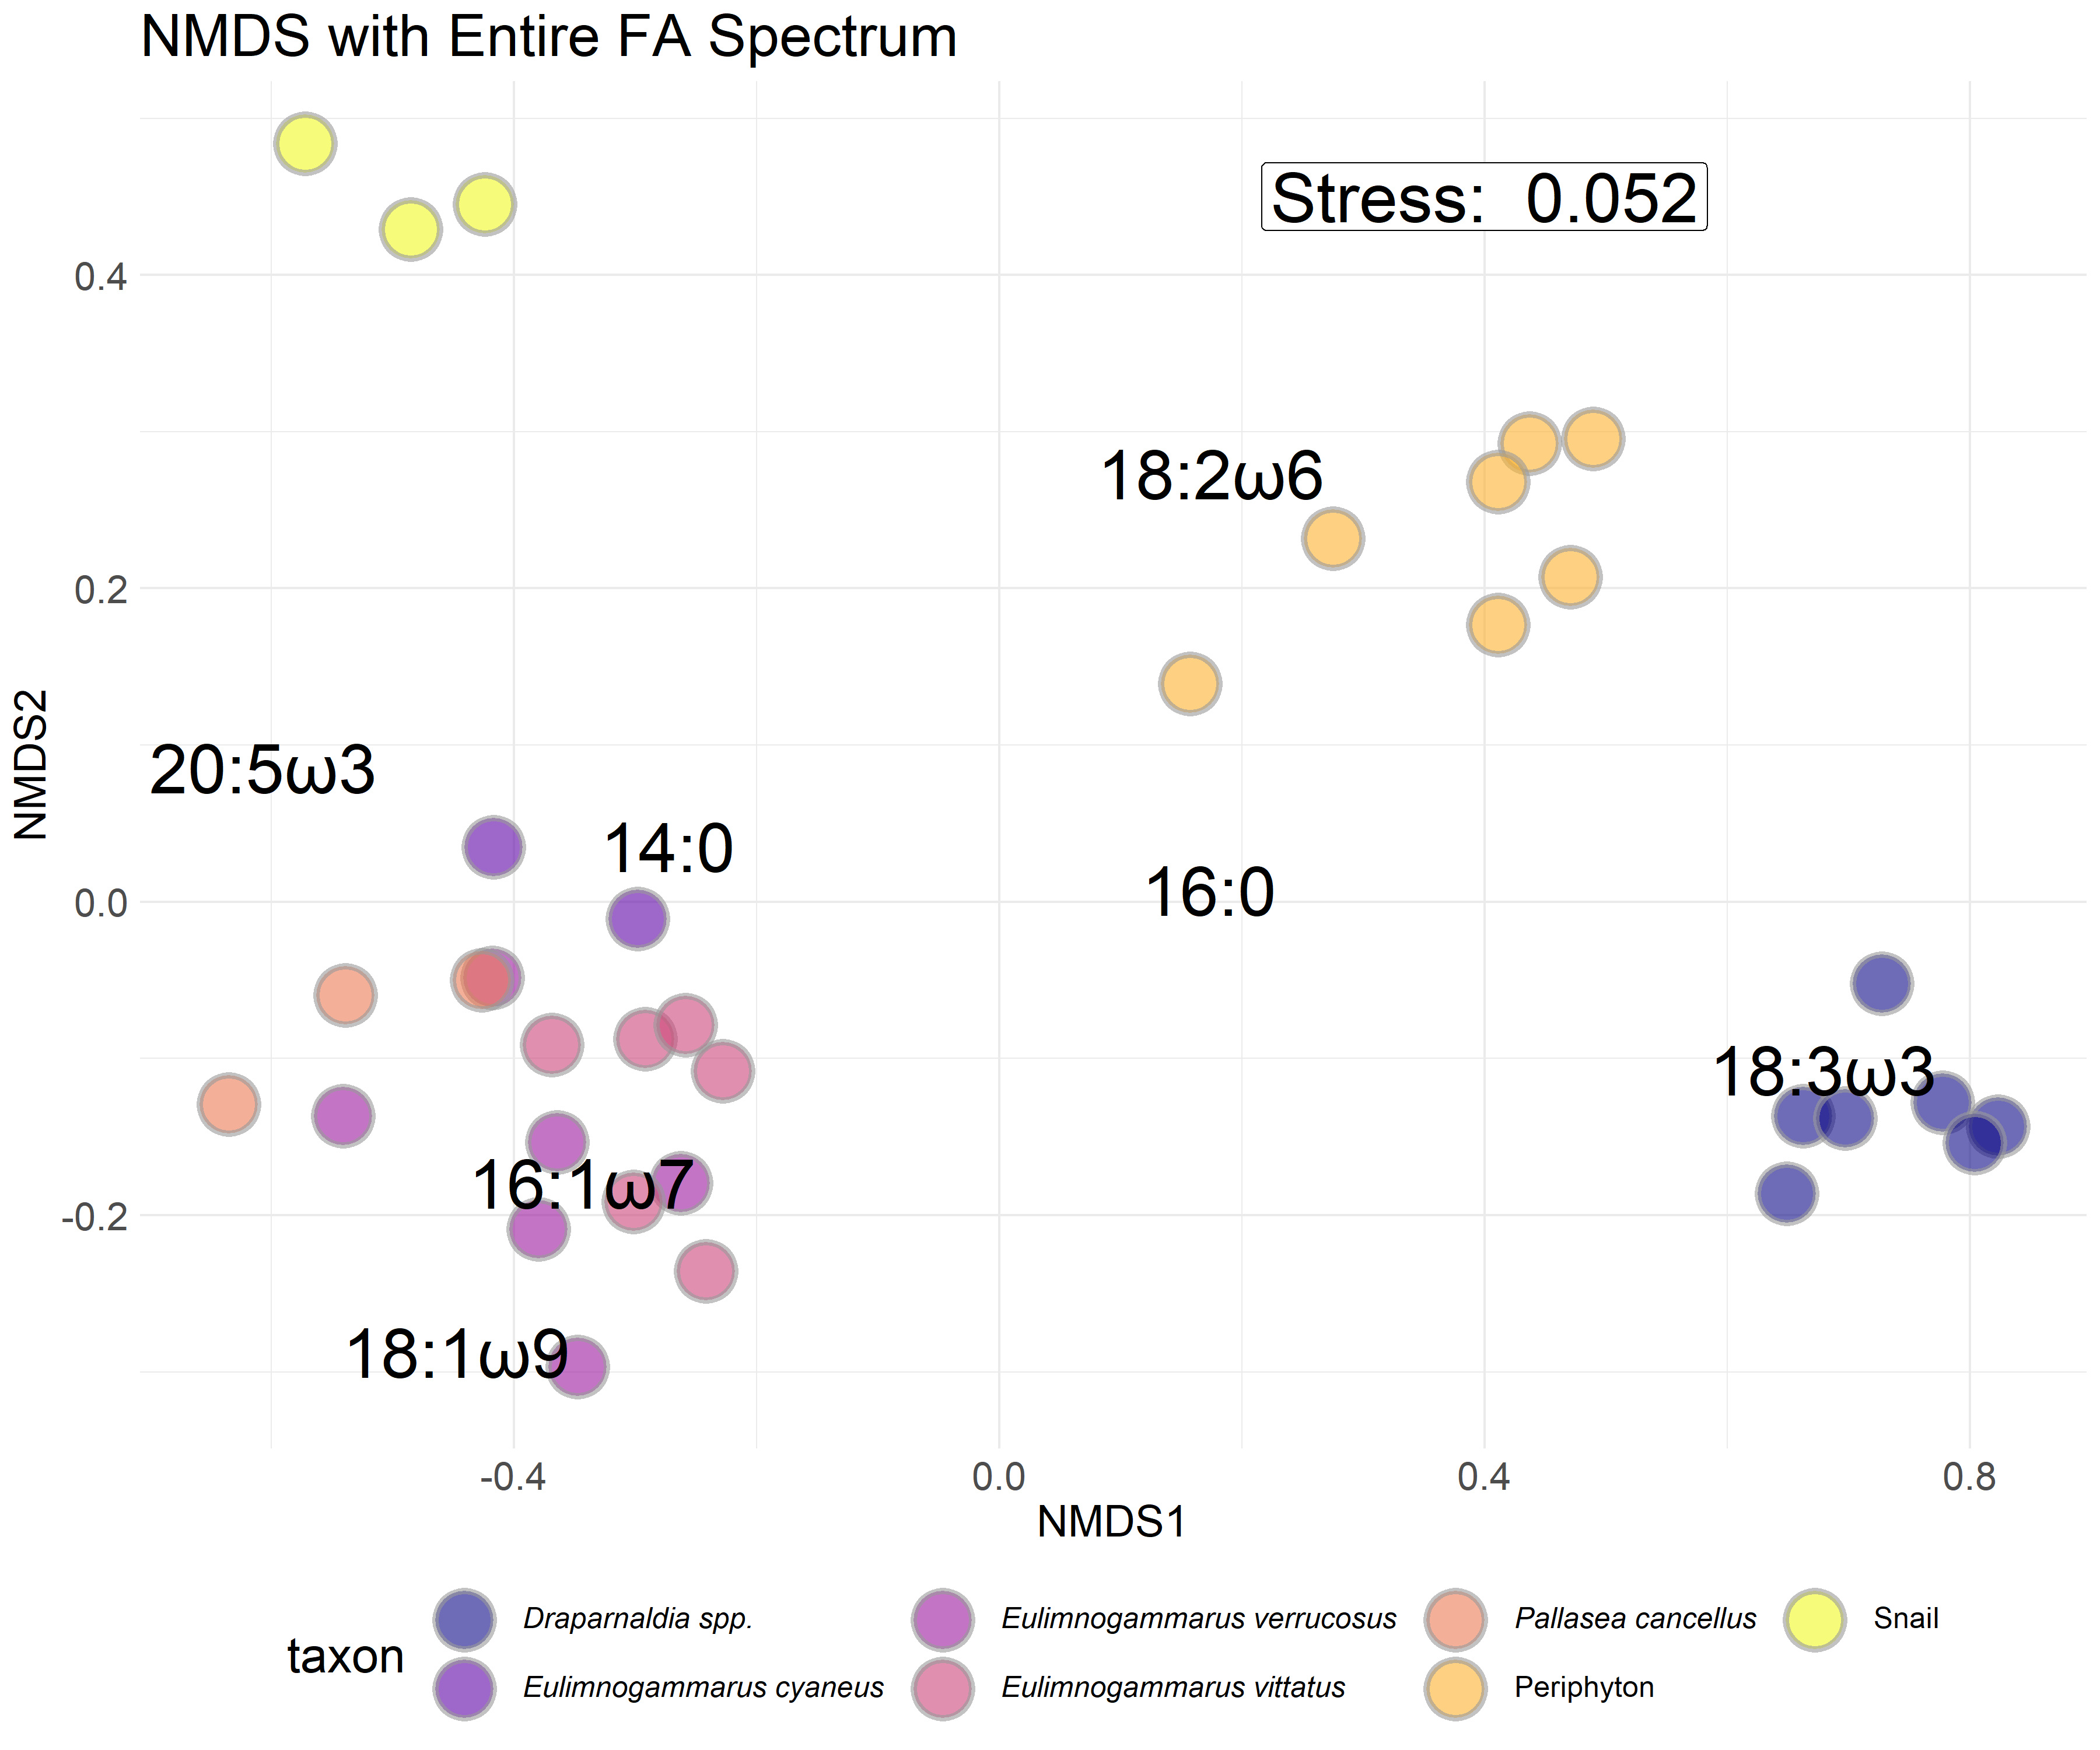 NMDS with Entire FA Spectrum
Stress:  0.052
0.4
18:2ω6
0.2
NMDS2
20:5ω3
14:0
16:0
0.0
18:3ω3
16:1ω7
-0.2
18:1ω9
-0.4 0.0 0.4 0.8
NMDS1
taxon
Draparnaldia spp. Eulimnogammarus verrucosus Pallasea cancellus Snail
Eulimnogammarus cyaneus Eulimnogammarus vittatus Periphyton